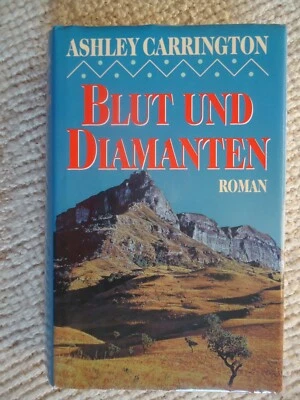 ASHLEY CARRINGTON
BLUT UND
DIAMANTEN
ROMAN